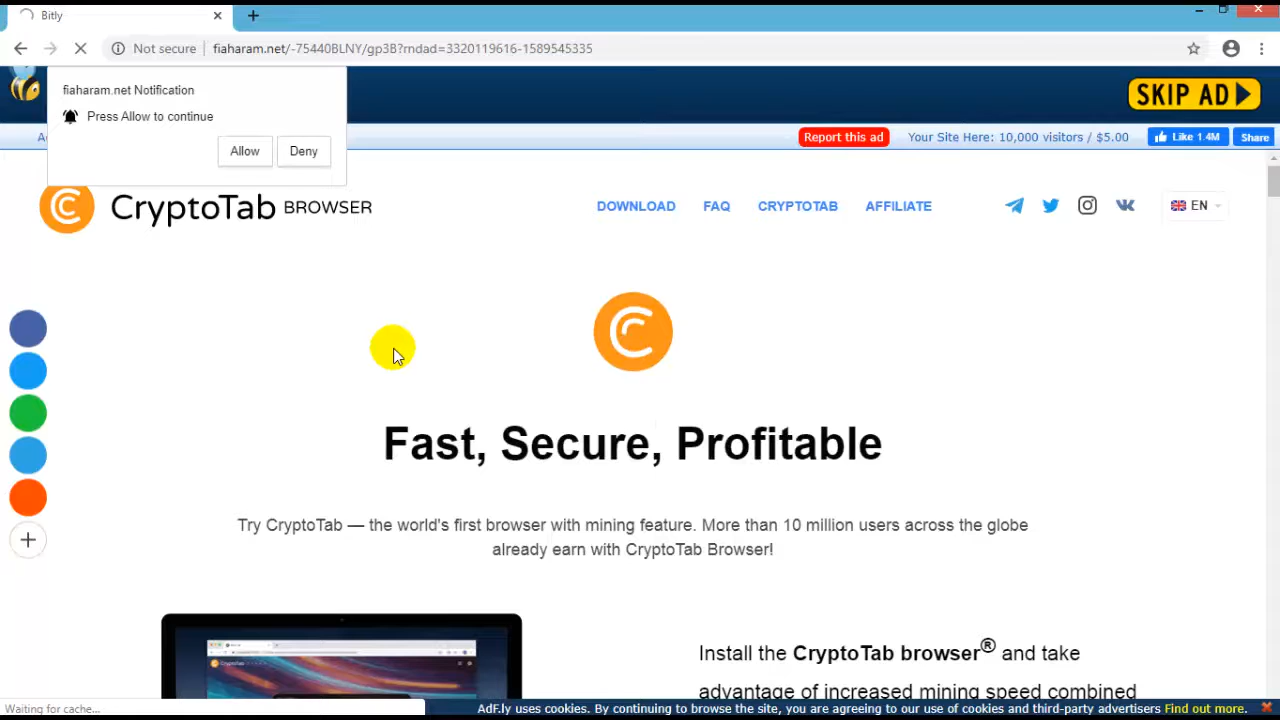 Bitly
Not secure fiaharam.net/-75440BLNY/gp3B?rndad=3320119616-1589545335
fiaharam.net Notification
Press Allow to continue
Allow Deny
SKIP AD
Report this ad Your Site Here: 10,000 visitors / $5.00 Like 1.4M Share
CryptoTab BROWSER
DOWNLOAD FAQ CRYPTOTAB AFFILIATE EN
Fast, Secure, Profitable
Try CryptoTab — the world's first browser with mining feature. More than 10 million users across the globe
already earn with CryptoTab Browser!
Install the CryptoTab browser® and take
advantage of increased mining speed combined
Waiting for cache...
AdF.ly uses cookies. By continuing to browse the site, you are agreeing to our use of cookies and third-party advertisers Find out more.